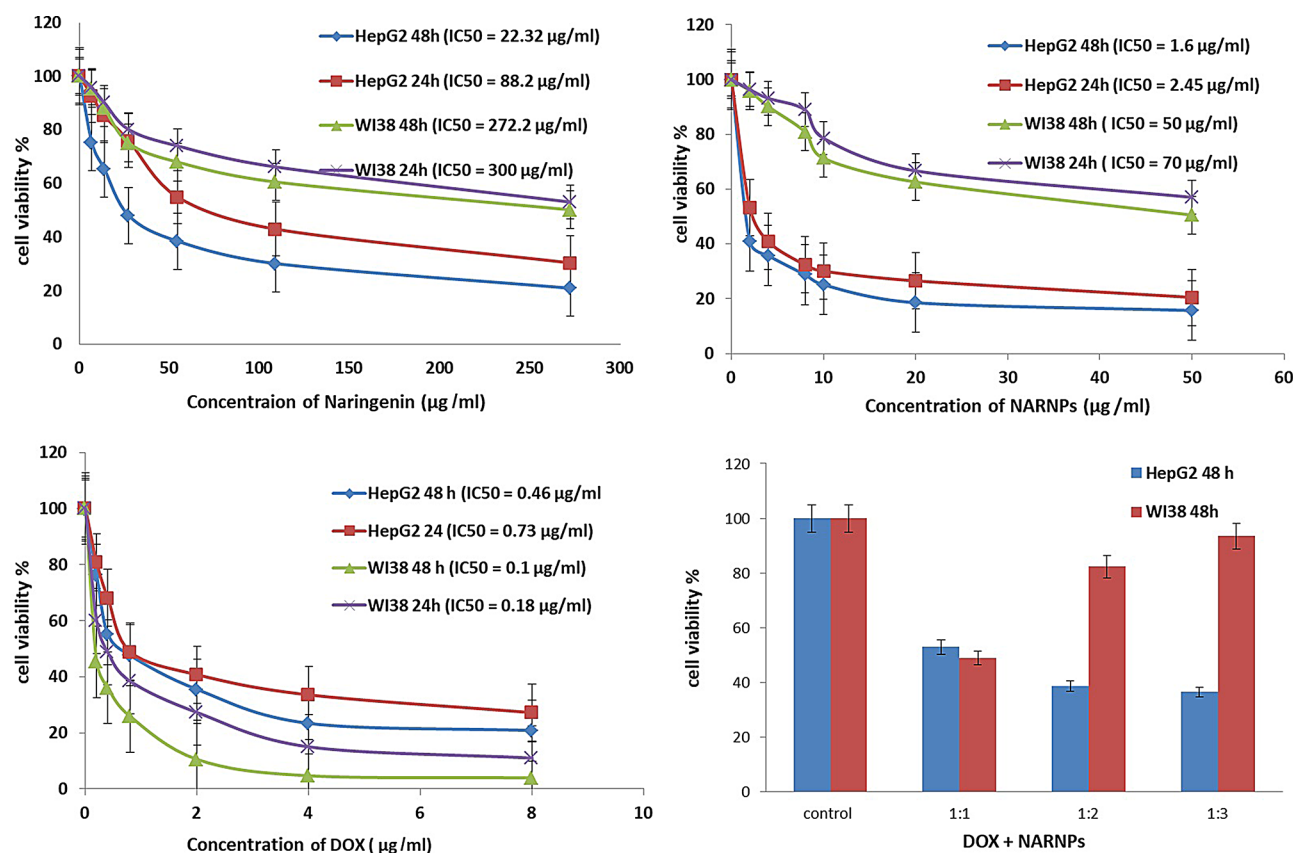 120
100
80
60
40
20
0
cell viability %
HepG2 48h (IC50 = 22.32 µg/ml)
HepG2 24h (IC50 = 88.2 µg/ml)
WI38 48h (IC50 = 272.2 µg/ml)
WI38 24h (IC50 = 300 µg/ml)
0 50 100 150 200 250 300
Concentraion of Naringenin (µg /ml)
120
100
80
60
40
20
0
cell viability %
HepG2 48h (IC50 = 1.6 µg/ml)
HepG2 24h (IC50 = 2.45 µg/ml)
WI38 48h ( IC50 = 50 µg/ml)
WI38 24h ( IC50 = 70 µg/ml)
0 10 20 30 40 50 60
Concentration of NARNPs (µg /ml)
120
100
80
60
40
20
0
cell viability %
HepG2 48 h (IC50 = 0.46 µg/ml
HepG2 24 (IC50 = 0.73 µg/ml)
WI38 48 h (IC50 = 0.1 µg/ml)
WI38 24h (IC50 = 0.18 µg/ml)
0 2 4 6 8 10
Concentration of DOX ( µg /ml)
120
100
80
60
40
20
0
cell viability %
HepG2 48 h
WI38 48h
control 1:1 1:2 1:3
DOX + NARNPs